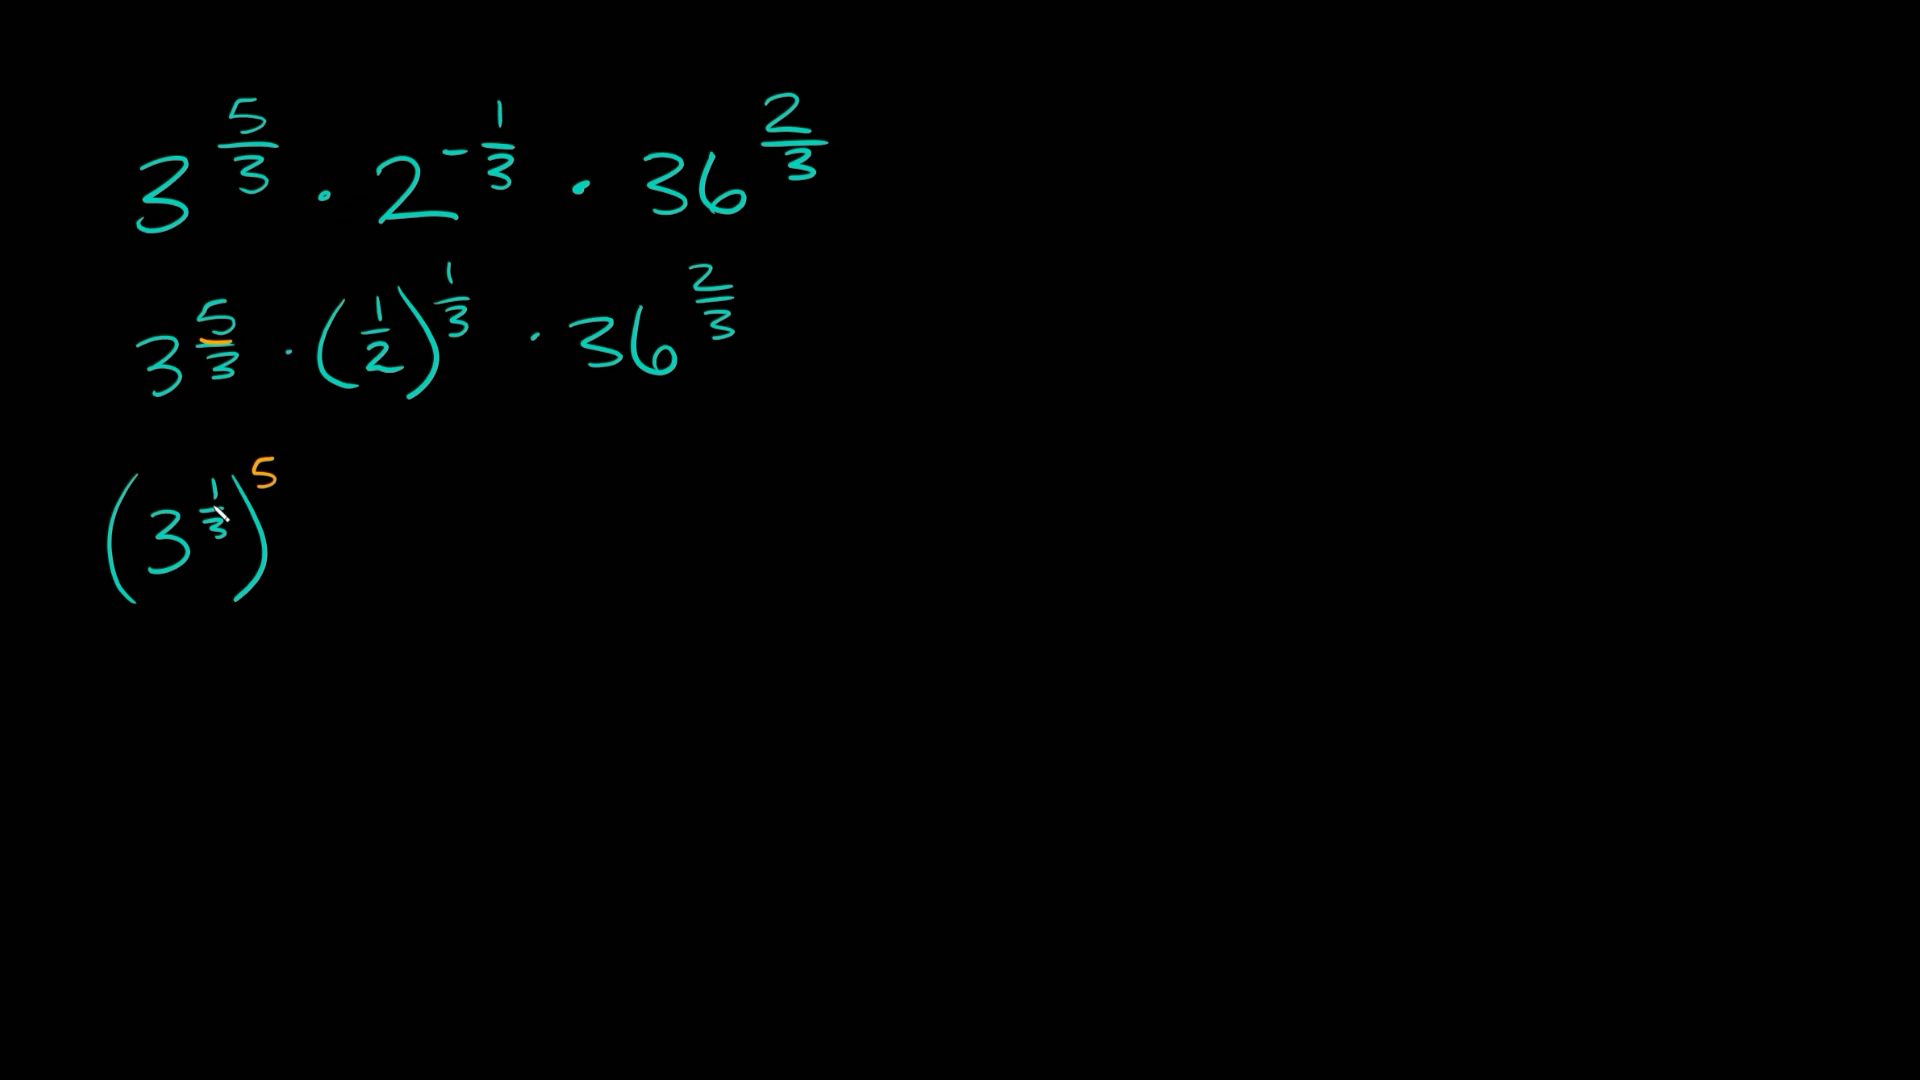 3^{5/3} · 2^{-1/3} · 36^{2/3}
3^{5/3} · (1/2)^{1/3} · 36^{2/3}
(3^{1/3})^5